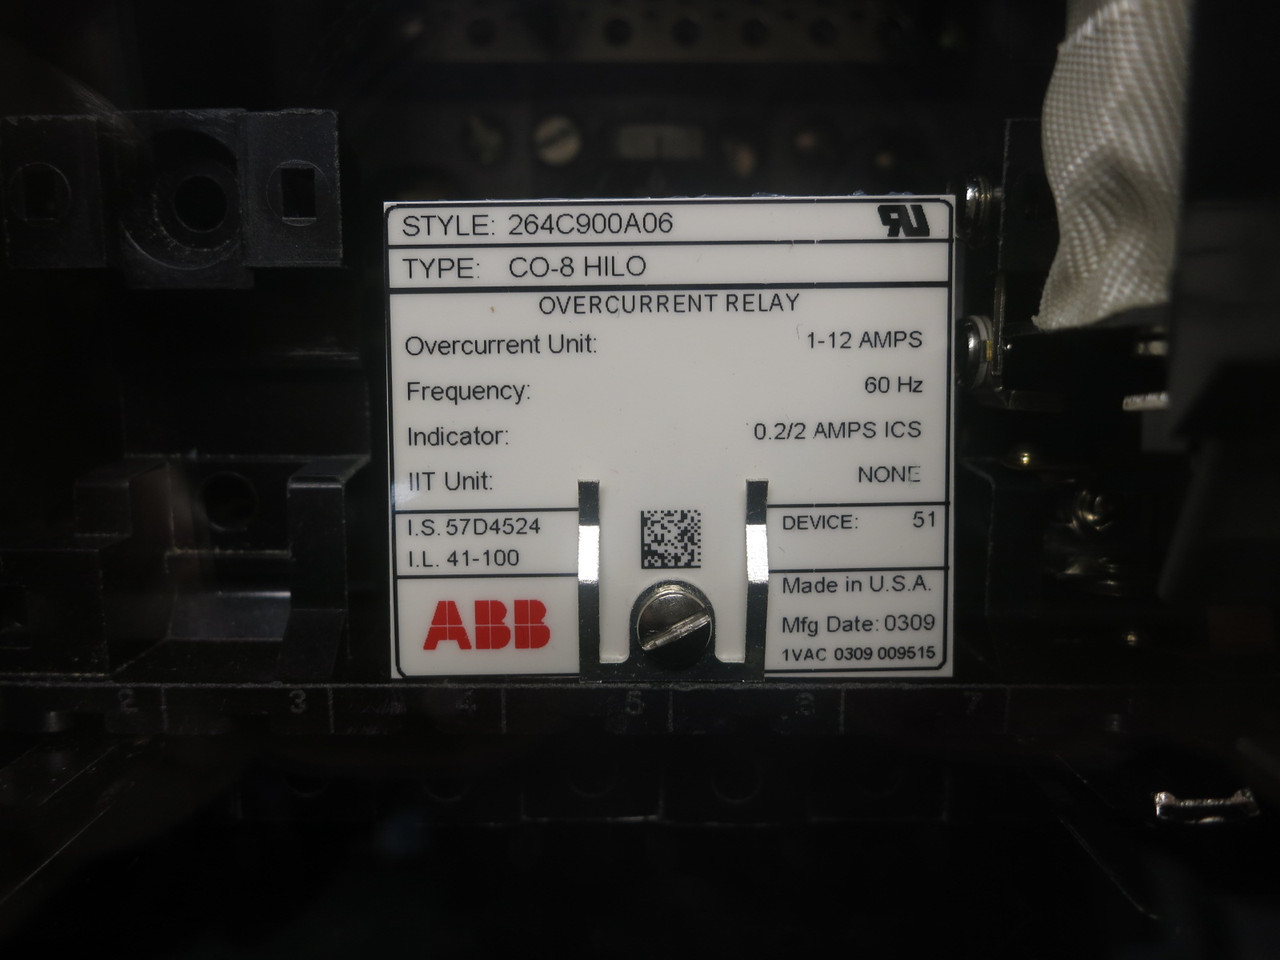 STYLE: 264C900A06
TYPE: CO-8 HILO
OVERCURRENT RELAY
Overcurrent Unit: 1-12 AMPS
Frequency: 60 Hz
Indicator: 0.2/2 AMPS ICS
IIT Unit: NONE
I.S. 57D4524
I.L. 41-100
DEVICE: 51
ABB
Made in U.S.A.
Mfg Date: 0309
1VAC 0309 009515
2 3 4 5 6 7